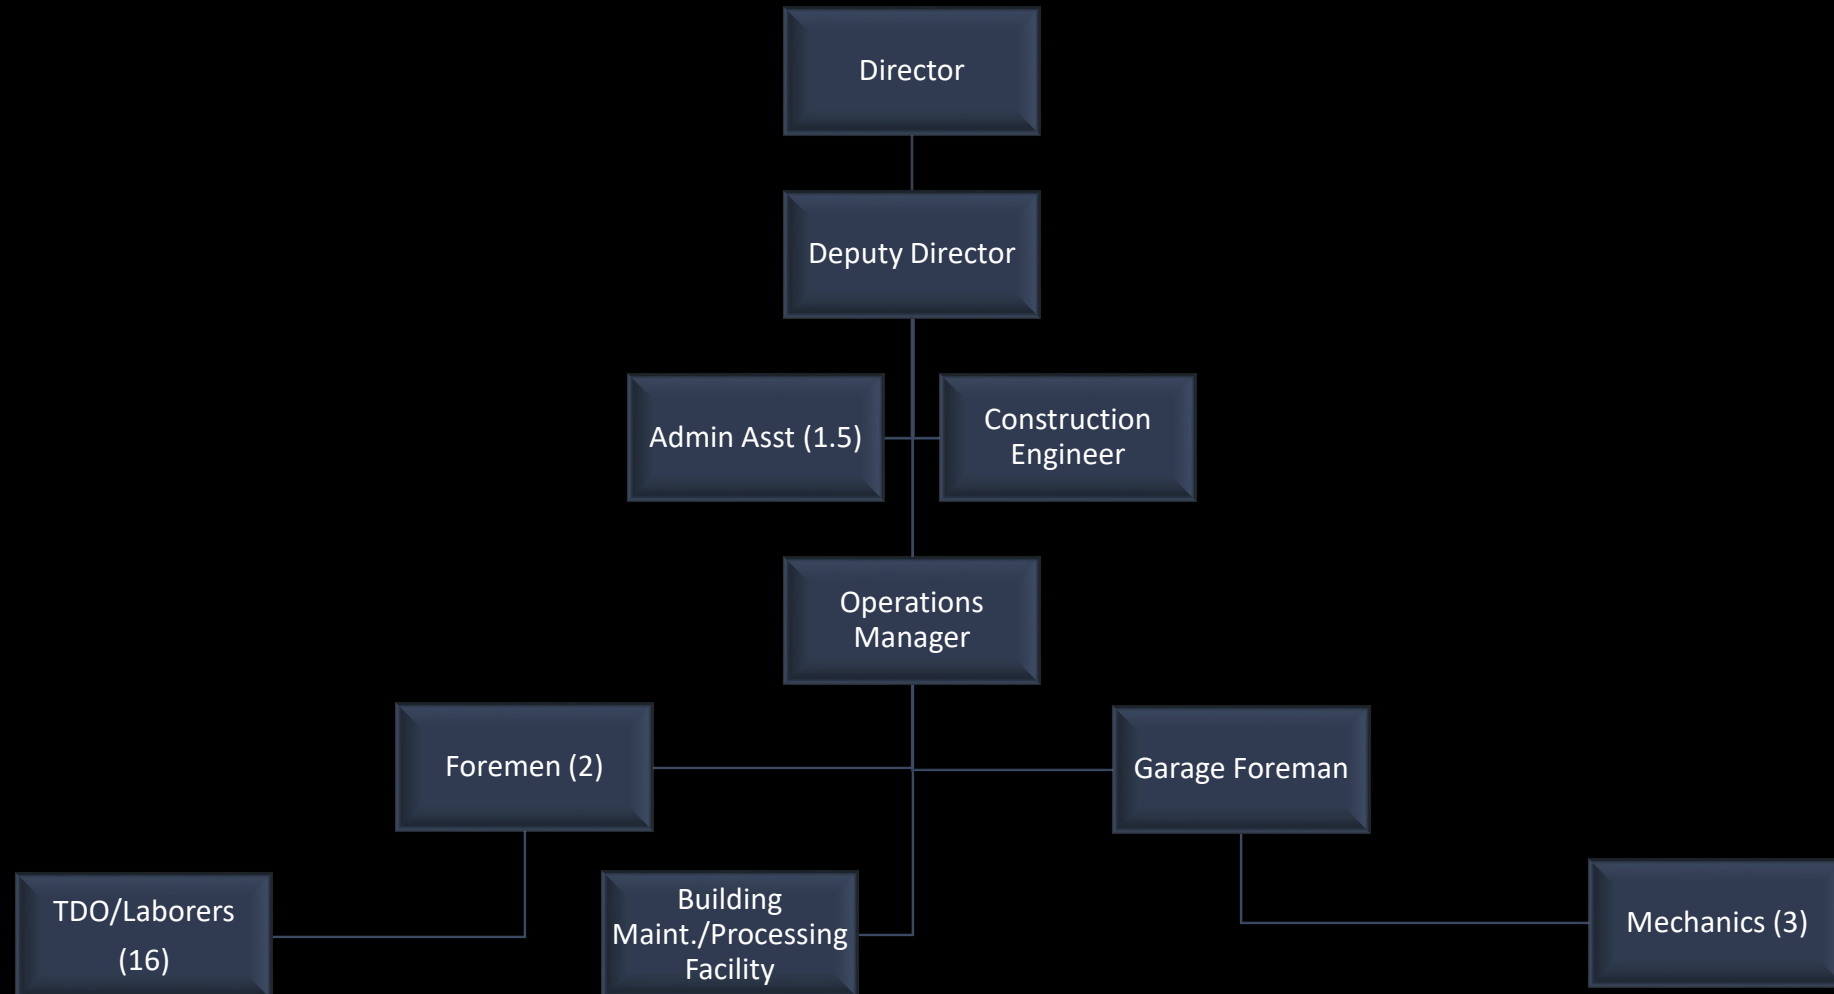 Director
Deputy Director
Admin Asst (1.5)
Construction
Engineer
Operations
Manager
Foremen (2)
Garage Foreman
TDO/Laborers
(16)
Building
Maint./Processing
Facility
Mechanics (3)